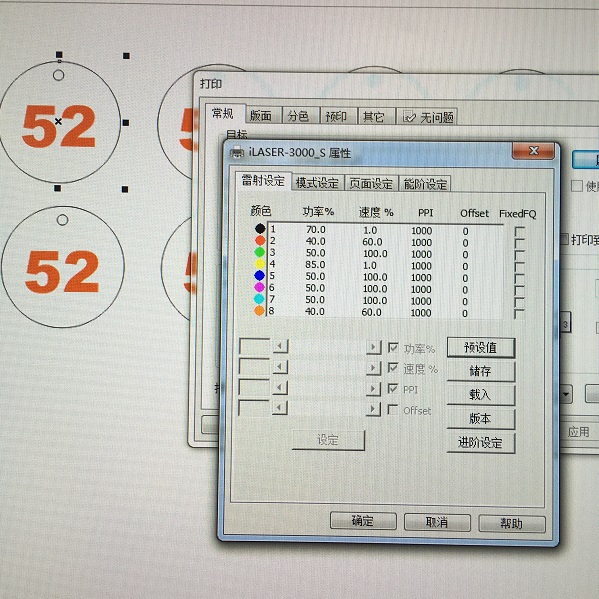 打印
常规 版面 分色 预印 其它 无问题
目标
iLASER-3000_S 属性
雷射设定 模式设定 页面设定 能阶设定
颜色 功率% 速度 % PPI Offset FixedFQ
1 70.0 1.0 1000 0
2 40.0 60.0 1000 0
3 50.0 100.0 1000 0
4 85.0 1.0 1000 0
5 50.0 100.0 1000 0
6 50.0 100.0 1000 0
7 50.0 100.0 1000 0
8 40.0 60.0 1000 0
功率%
速度 %
PPI
Offset
设定
预设值
储存
载入
版本
进阶设定
确定 取消 帮助
打印到
应用
52
52